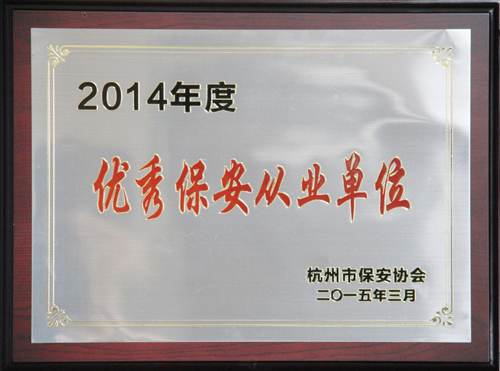 2014年度
优秀保安从业单位
杭州市保安协会
二〇一五年三月